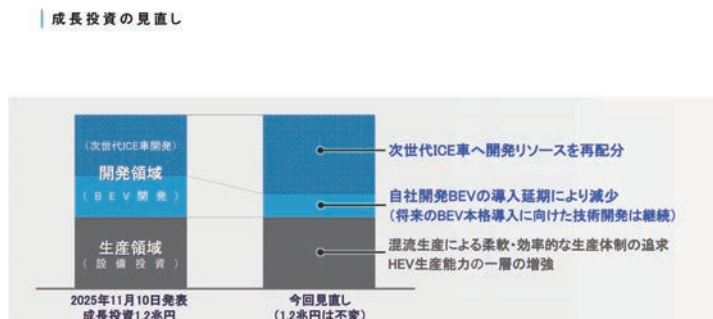 成長投資の見直し
(次世代ICE車開発)
開発領域
(BEV開発)
生産領域
(設備投資)
次世代ICE車へ開発リソースを再配分
自社開発BEVの導入延期により減少
(将来のBEV本格導入に向けた技術開発は継続)
混流生産による柔軟・効率的な生産体制の追求
HEV生産能力の一層の増強
2025年11月10日発表
成長投資1.2兆円
今回見直し
(1.2兆円は不変)